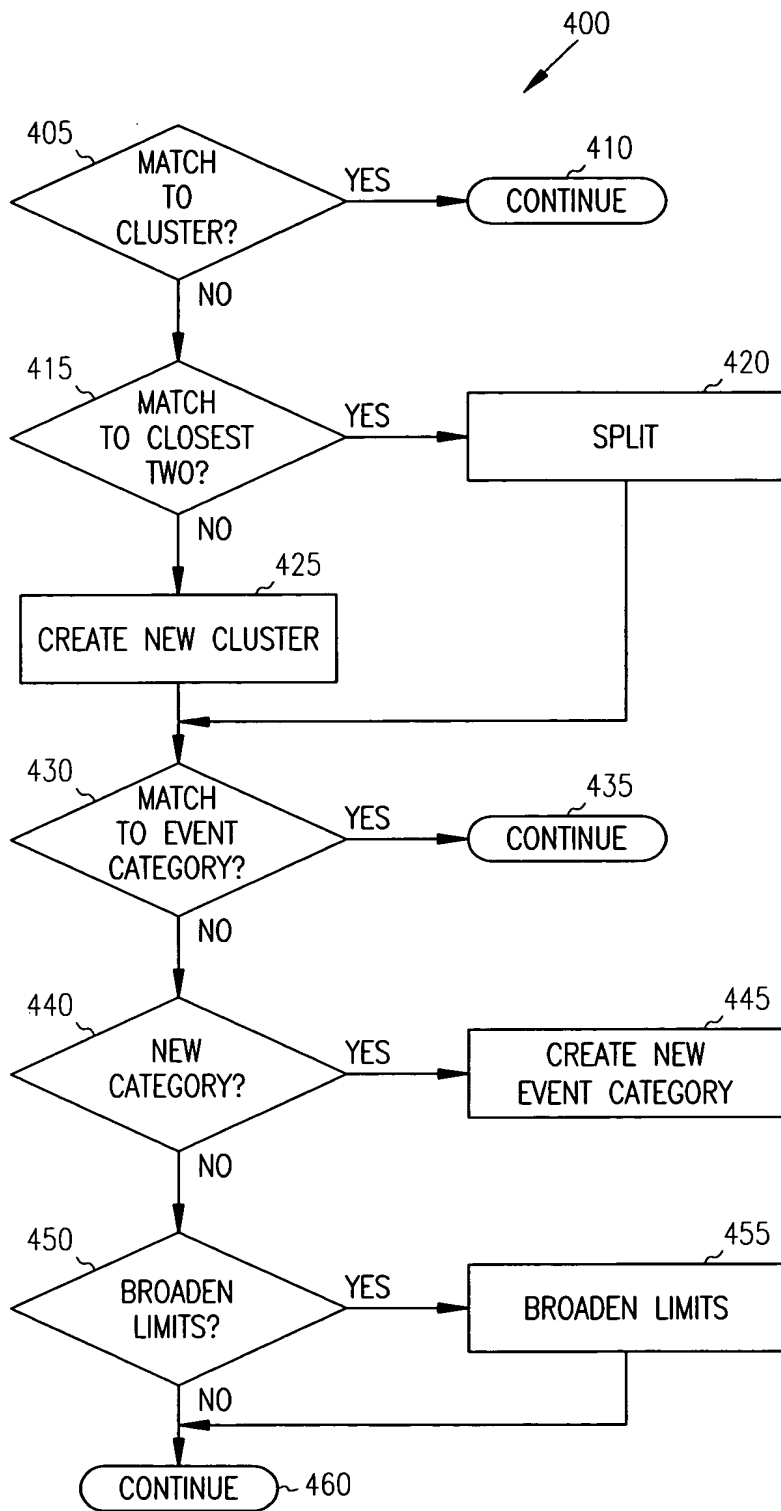 400
405
MATCH
TO
CLUSTER?
YES
410
CONTINUE
NO
415
MATCH
TO CLOSEST
TWO?
YES
420
SPLIT
NO
425
CREATE NEW CLUSTER
430
MATCH
TO EVENT
CATEGORY?
YES
435
CONTINUE
NO
440
NEW
CATEGORY?
YES
445
CREATE NEW
EVENT CATEGORY
NO
450
BROADEN
LIMITS?
YES
455
BROADEN LIMITS
NO
CONTINUE
460